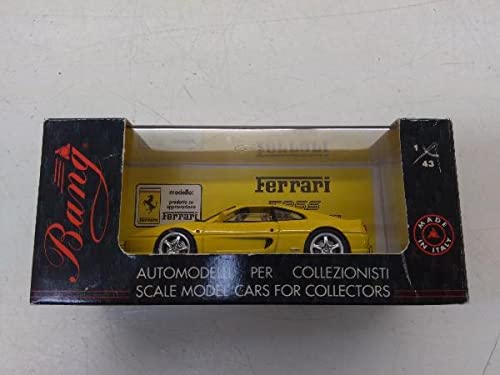 Bang
1/43
modello:
prodotto su
approvazione
Ferrari
Ferrari
MADE
IN ITALY
AUTOMODELLI PER COLLEZIONISTI
SCALE MODEL CARS FOR COLLECTORS